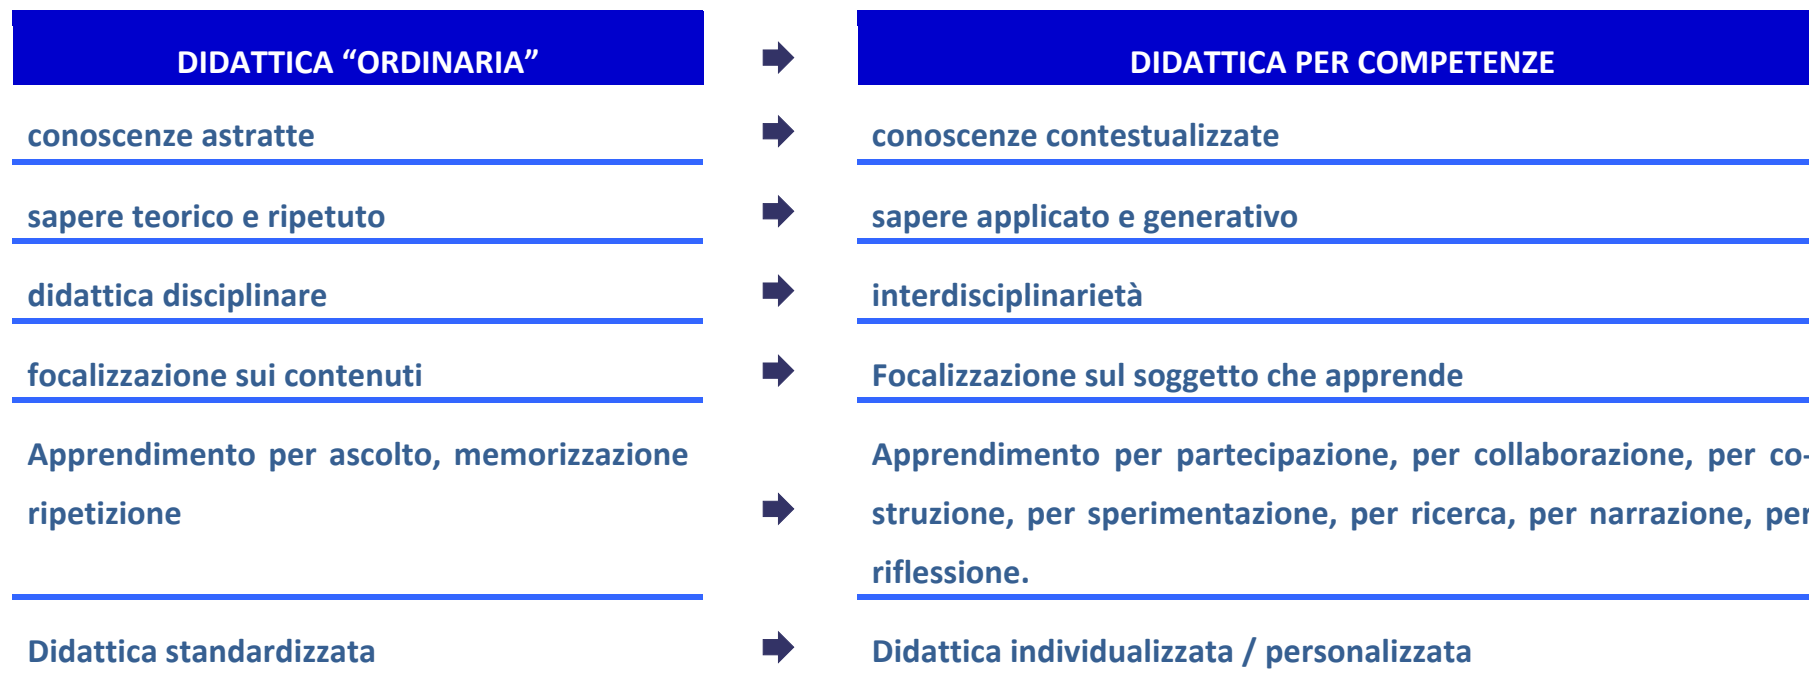 DIDATTICA “ORDINARIA”
DIDATTICA PER COMPETENZE
conoscenze astratte
conoscenze contestualizzate
sapere teorico e ripetuto
sapere applicato e generativo
didattica disciplinare
interdisciplinarietà
focalizzazione sui contenuti
Focalizzazione sul soggetto che apprende
Apprendimento per ascolto, memorizzazione
ripetizione
Apprendimento per partecipazione, per collaborazione, per co-
struzione, per sperimentazione, per ricerca, per narrazione, per
riflessione.
Didattica standardizzata
Didattica individualizzata / personalizzata